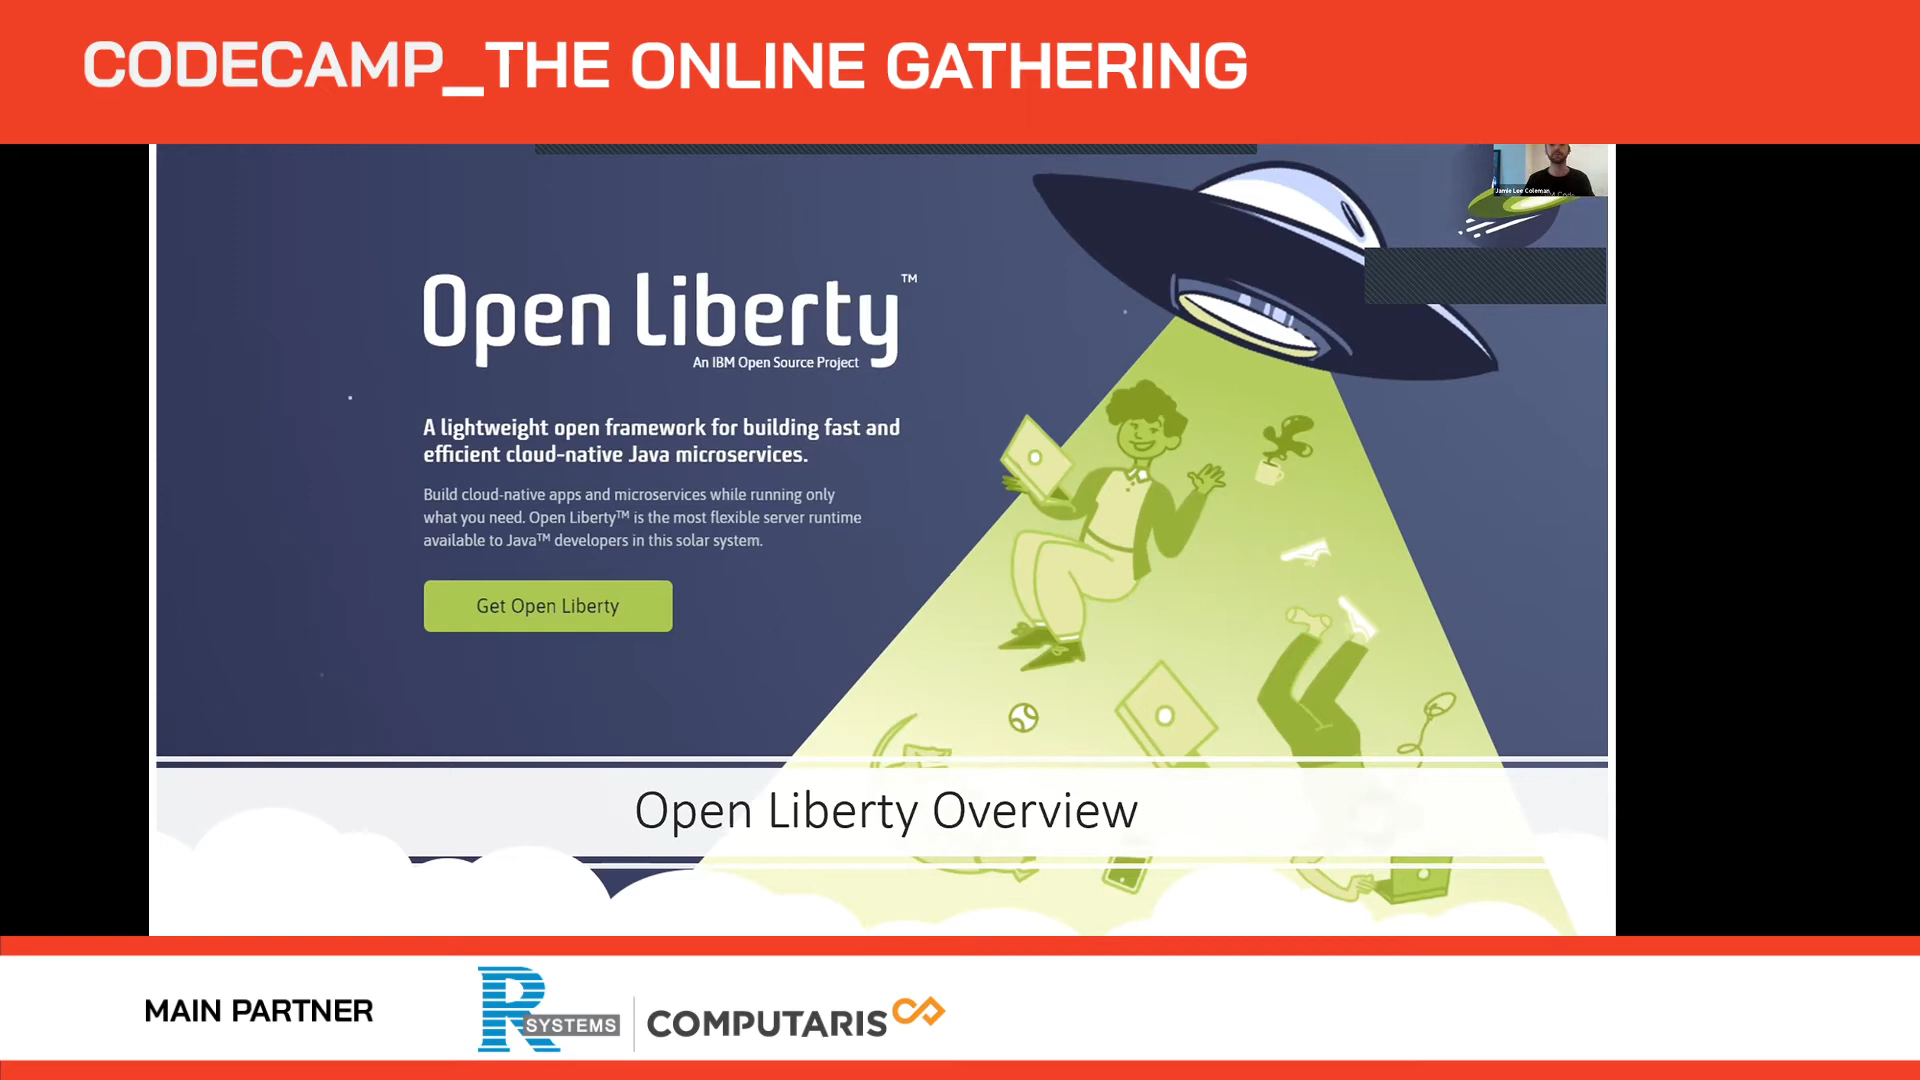 CODECAMP_THE ONLINE GATHERING
Jamie Lee Coleman
Open Liberty™
An IBM Open Source Project
A lightweight open framework for building fast and
efficient cloud-native Java microservices.
Build cloud-native apps and microservices while running only
what you need. Open Liberty™ is the most flexible server runtime
available to Java™ developers in this solar system.
Get Open Liberty
Open Liberty Overview
MAIN PARTNER
R SYSTEMS
COMPUTARIS